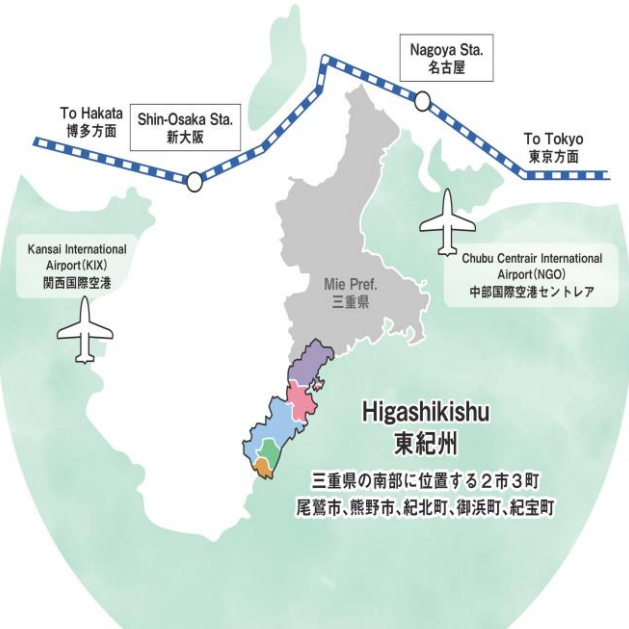 Nagoya Sta.
名古屋
To Hakata
博多方面
Shin-Osaka Sta.
新大阪
To Tokyo
東京方面
Kansai International
Airport(KIX)
関西国際空港
Chubu Centrair International
Airport(NGO)
中部国際空港セントレア
Mie Pref.
三重県
Higashikishu
東紀州
三重県の南部に位置する2市3町
尾鷲市、熊野市、紀北町、御浜町、紀宝町